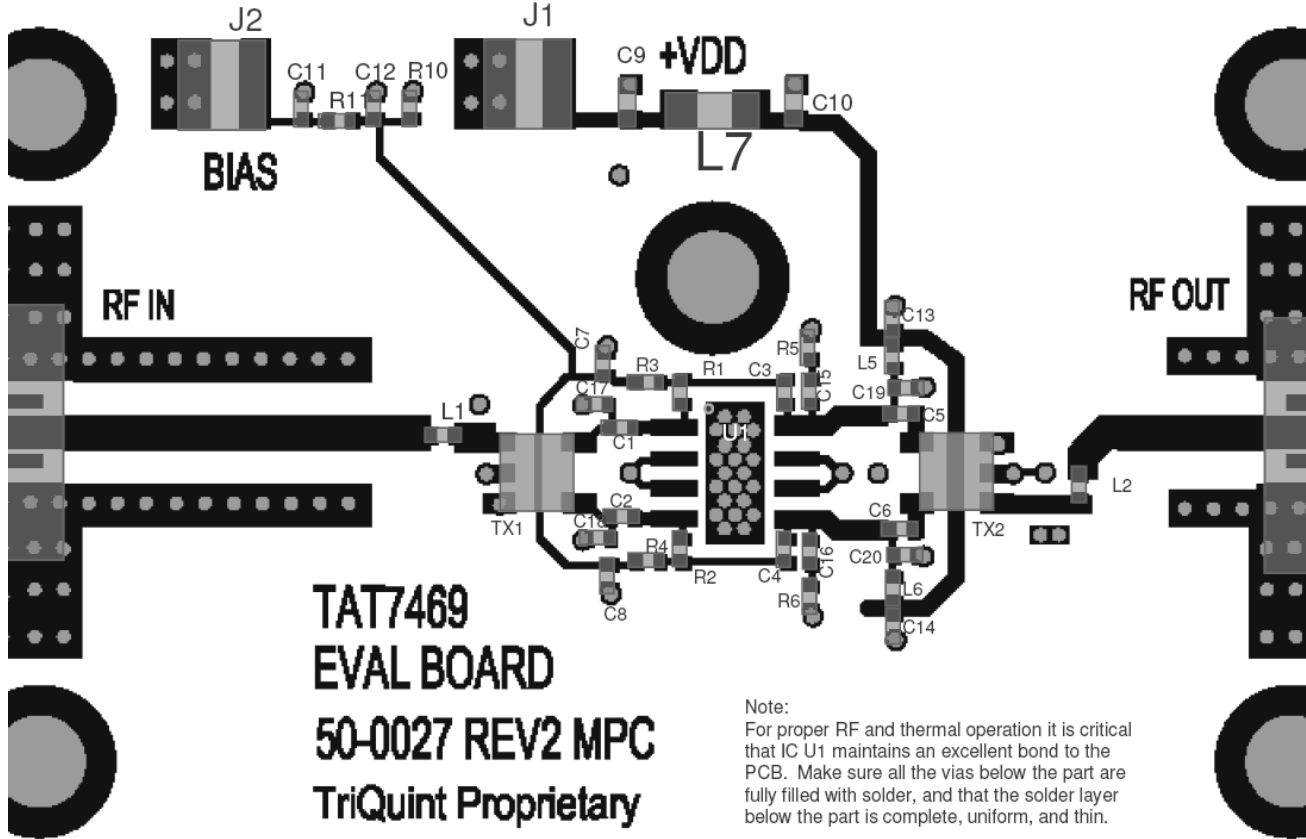 J2
J1
C11
C12
R10
R11
C9
+VDD
C10
L7
BIAS
RF IN
RF OUT
C13
C7
R3
R1
C3
R5
C15
L5
C19
C17
C5
L1
C1
U1
TX1
C2
C18
R4
R2
C4
C16
R6
C6
C20
TX2
L2
L6
C14
C8
TAT7469
EVAL BOARD
50-0027 REV2 MPC
TriQuint Proprietary
Note:
For proper RF and thermal operation it is critical
that IC U1 maintains an excellent bond to the
PCB. Make sure all the vias below the part are
fully filled with solder, and that the solder layer
below the part is complete, uniform, and thin.